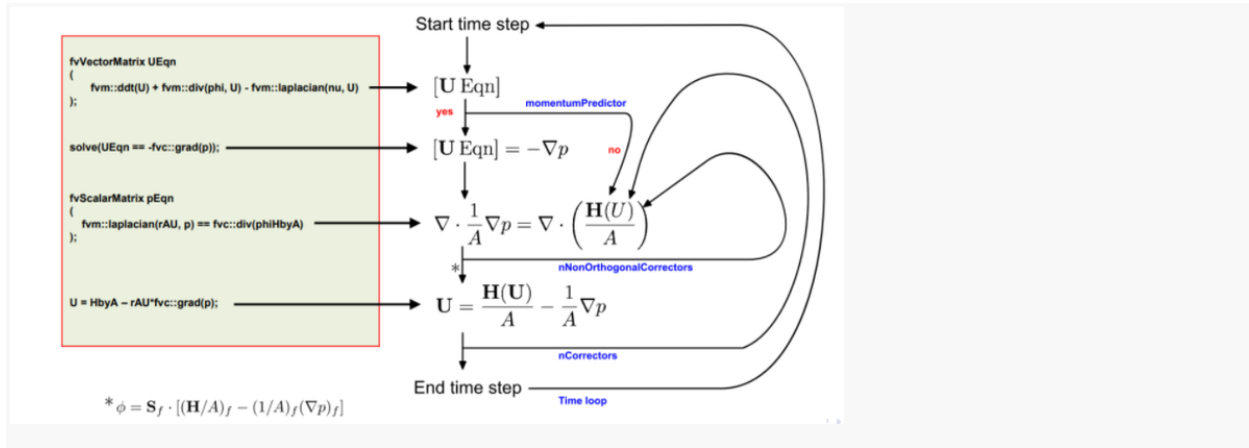 Start time step
fvVectorMatrix UEqn
(
fvm::ddt(U) + fvm::div(phi, U) - fvm::laplacian(nu, U)
);
[U Eqn]
yes
momentumPredictor
solve(UEqn == -fvc::grad(p));
[U Eqn] = −∇p
no
fvScalarMatrix pEqn
(
fvm::laplacian(rAU, p) == fvc::div(phiHbyA)
);
∇ · 1/A ∇p = ∇ · (H(U)/A)
*
nNonOrthogonalCorrectors
U = HbyA – rAU*fvc::grad(p);
U = H(U)/A − 1/A ∇p
nCorrectors
End time step
Time loop
* ϕ = S_f · [(H/A)_f − (1/A)_f (∇p)_f]